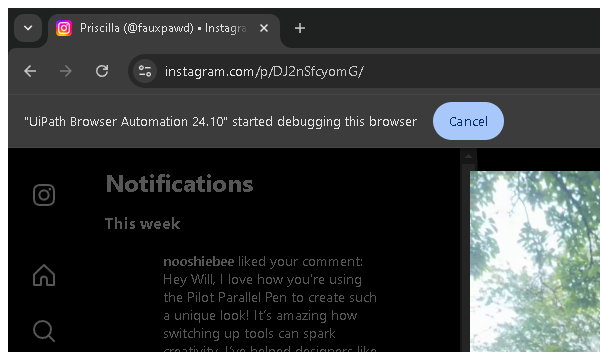 Priscilla (@fauxpawd) • Instagra
instagram.com/p/DJ2nSfcyomG/
"UiPath Browser Automation 24.10" started debugging this browser
Cancel
Notifications
This week
nooshiebee liked your comment:
Hey Will, I love how you're using
the Pilot Parallel Pen to create such
a unique look! It's amazing how
switching up tools can spark
creativity. I've helped designers like